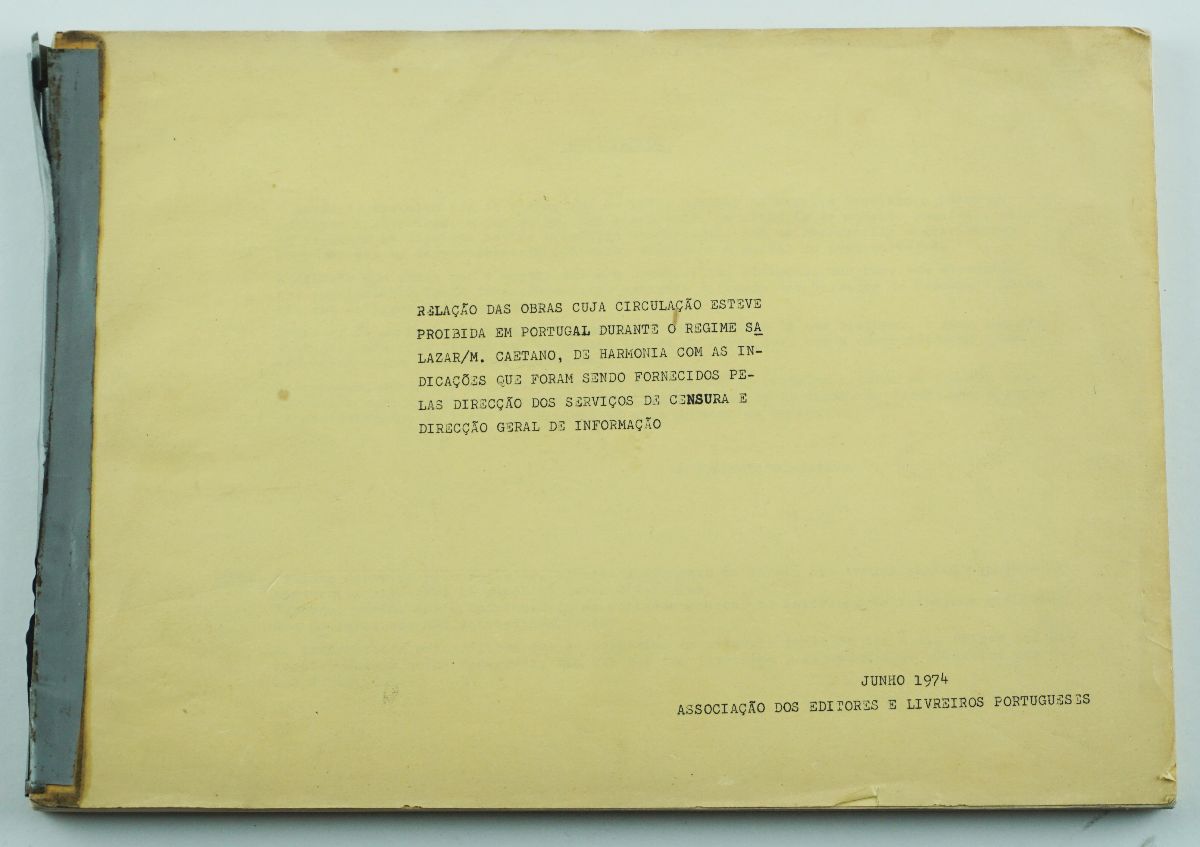 RELAÇÃO DAS OBRAS CUJA CIRCULAÇÃO ESTEVE
PROIBIDA EM PORTUGAL DURANTE O REGIME SA
LAZAR/M. CAETANO, DE HARMONIA COM AS IN-
DICAÇÕES QUE FORAM SENDO FORNECIDOS PE-
LAS DIRECÇÃO DOS SERVIÇOS DE CENSURA E
DIRECÇÃO GERAL DE INFORMAÇÃO
JUNHO 1974
ASSOCIAÇÃO DOS EDITORES E LIVREIROS PORTUGUESES